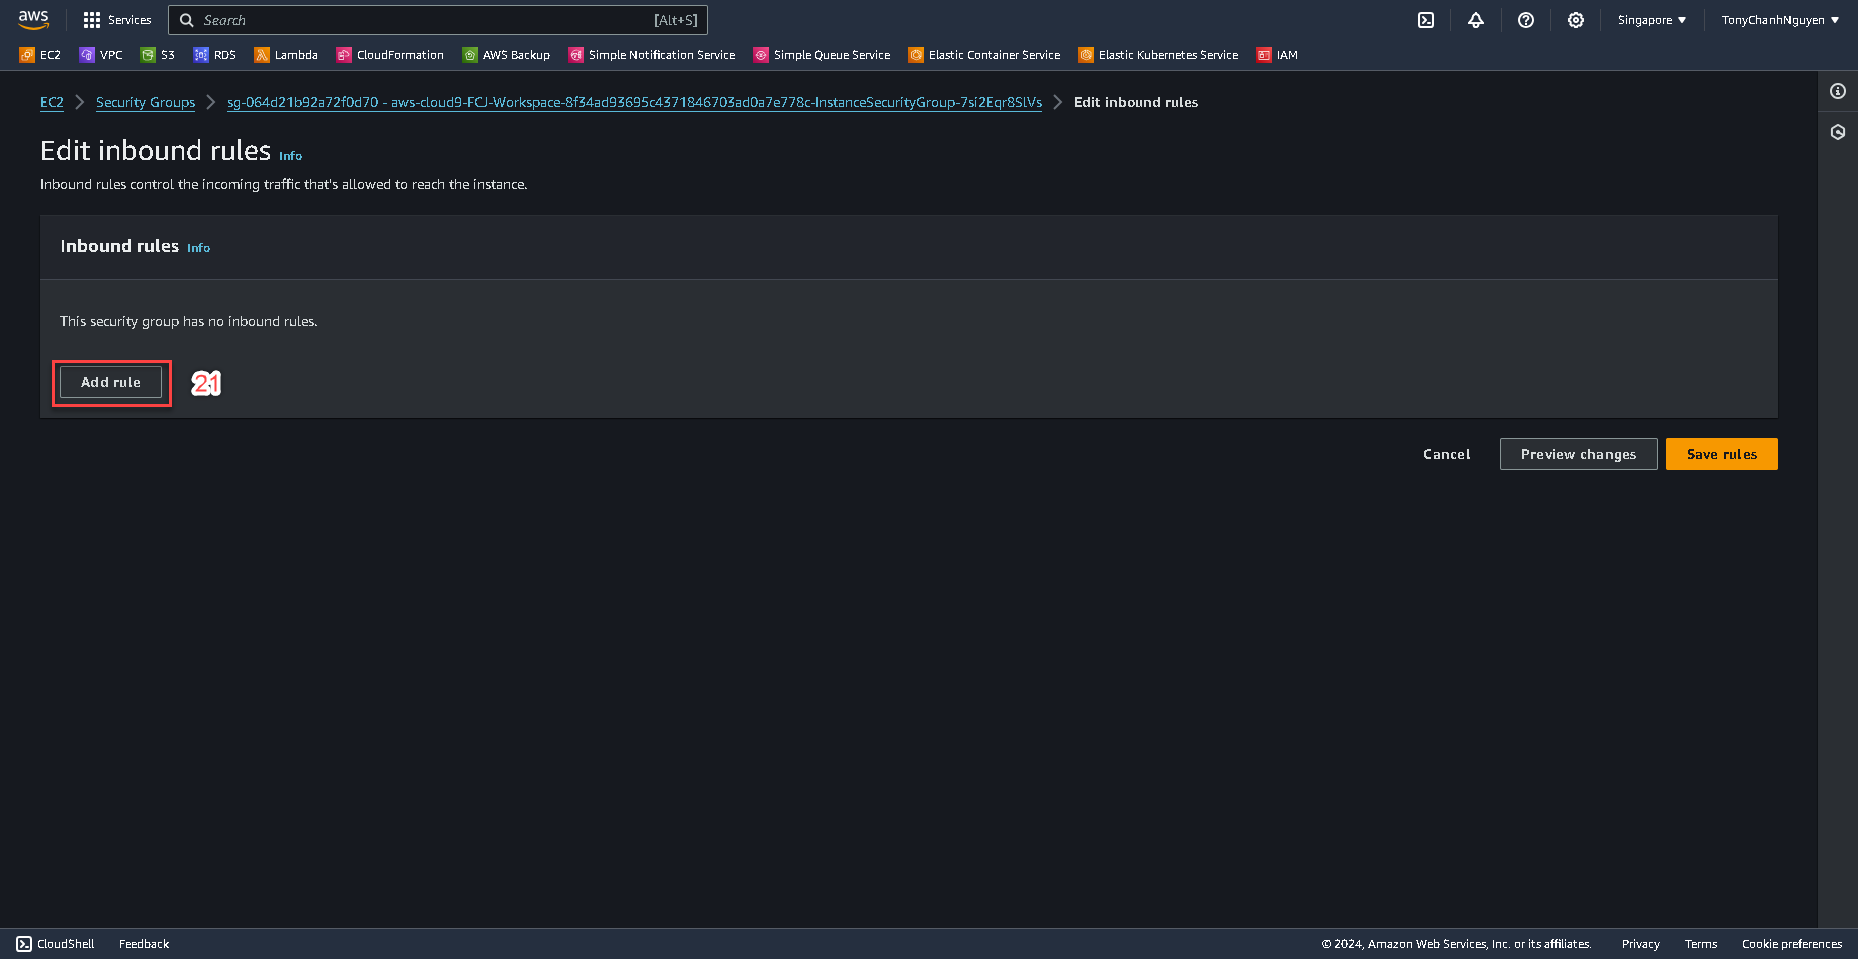 aws
Services
Search
[Alt+S]
Singapore
TonyChanhNguyen
EC2
VPC
S3
RDS
Lambda
CloudFormation
AWS Backup
Simple Notification Service
Simple Queue Service
Elastic Container Service
Elastic Kubernetes Service
IAM
EC2
Security Groups
sg-064d21b92a72f0d70 - aws-cloud9-FCJ-Workspace-8f34ad93695c4371846703ad0a7e778c-InstanceSecurityGroup-7si2Eqr8SlVs
Edit inbound rules
Edit inbound rules Info
Inbound rules control the incoming traffic that's allowed to reach the instance.
Inbound rules Info
This security group has no inbound rules.
Add rule
21
Cancel
Preview changes
Save rules
CloudShell
Feedback
© 2024, Amazon Web Services, Inc. or its affiliates.
Privacy
Terms
Cookie preferences